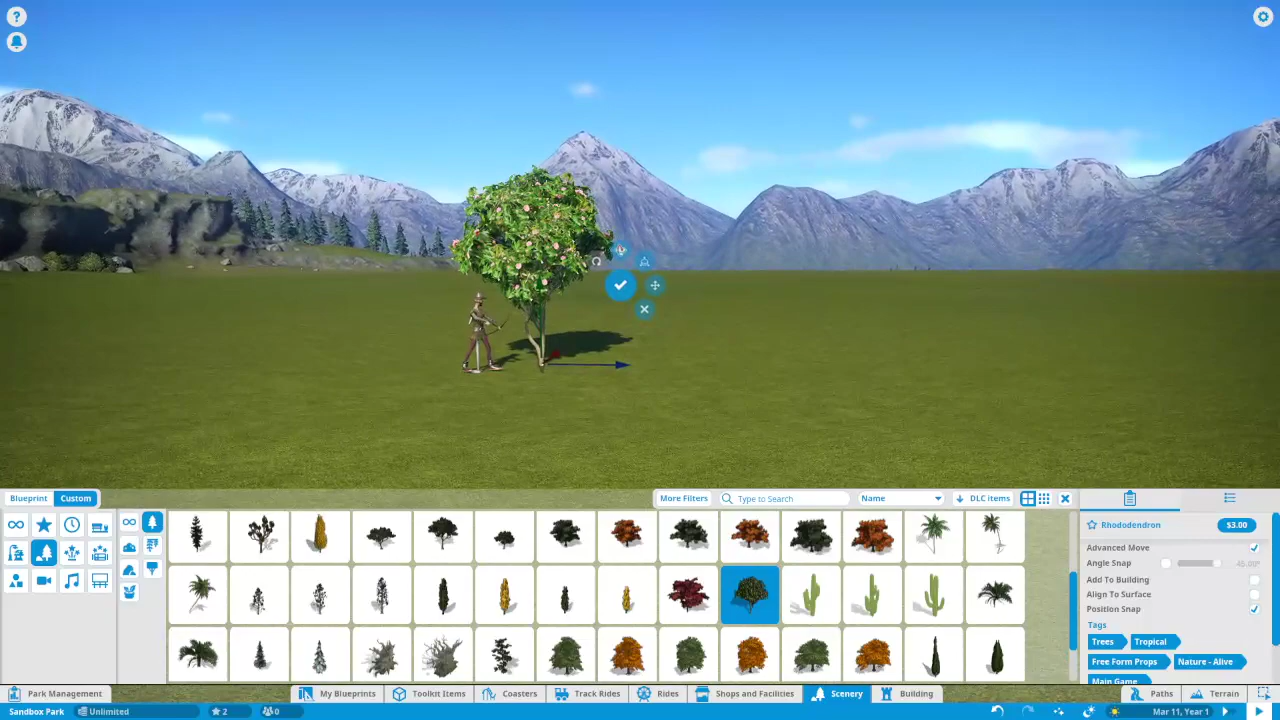 Blueprint Custom
More Filters Type to Search Name DLC items
Rhododendron $3.00
Advanced Move
Angle Snap 45.00°
Add To Building
Align To Surface
Position Snap
Tags
Trees Tropical
Free Form Props Nature - Alive
Main Game
Park Management My Blueprints Toolkit Items Coasters Track Rides Rides Shops and Facilities Scenery Building Paths Terrain
Sandbox Park Unlimited 2 0 Mar 11, Year 1